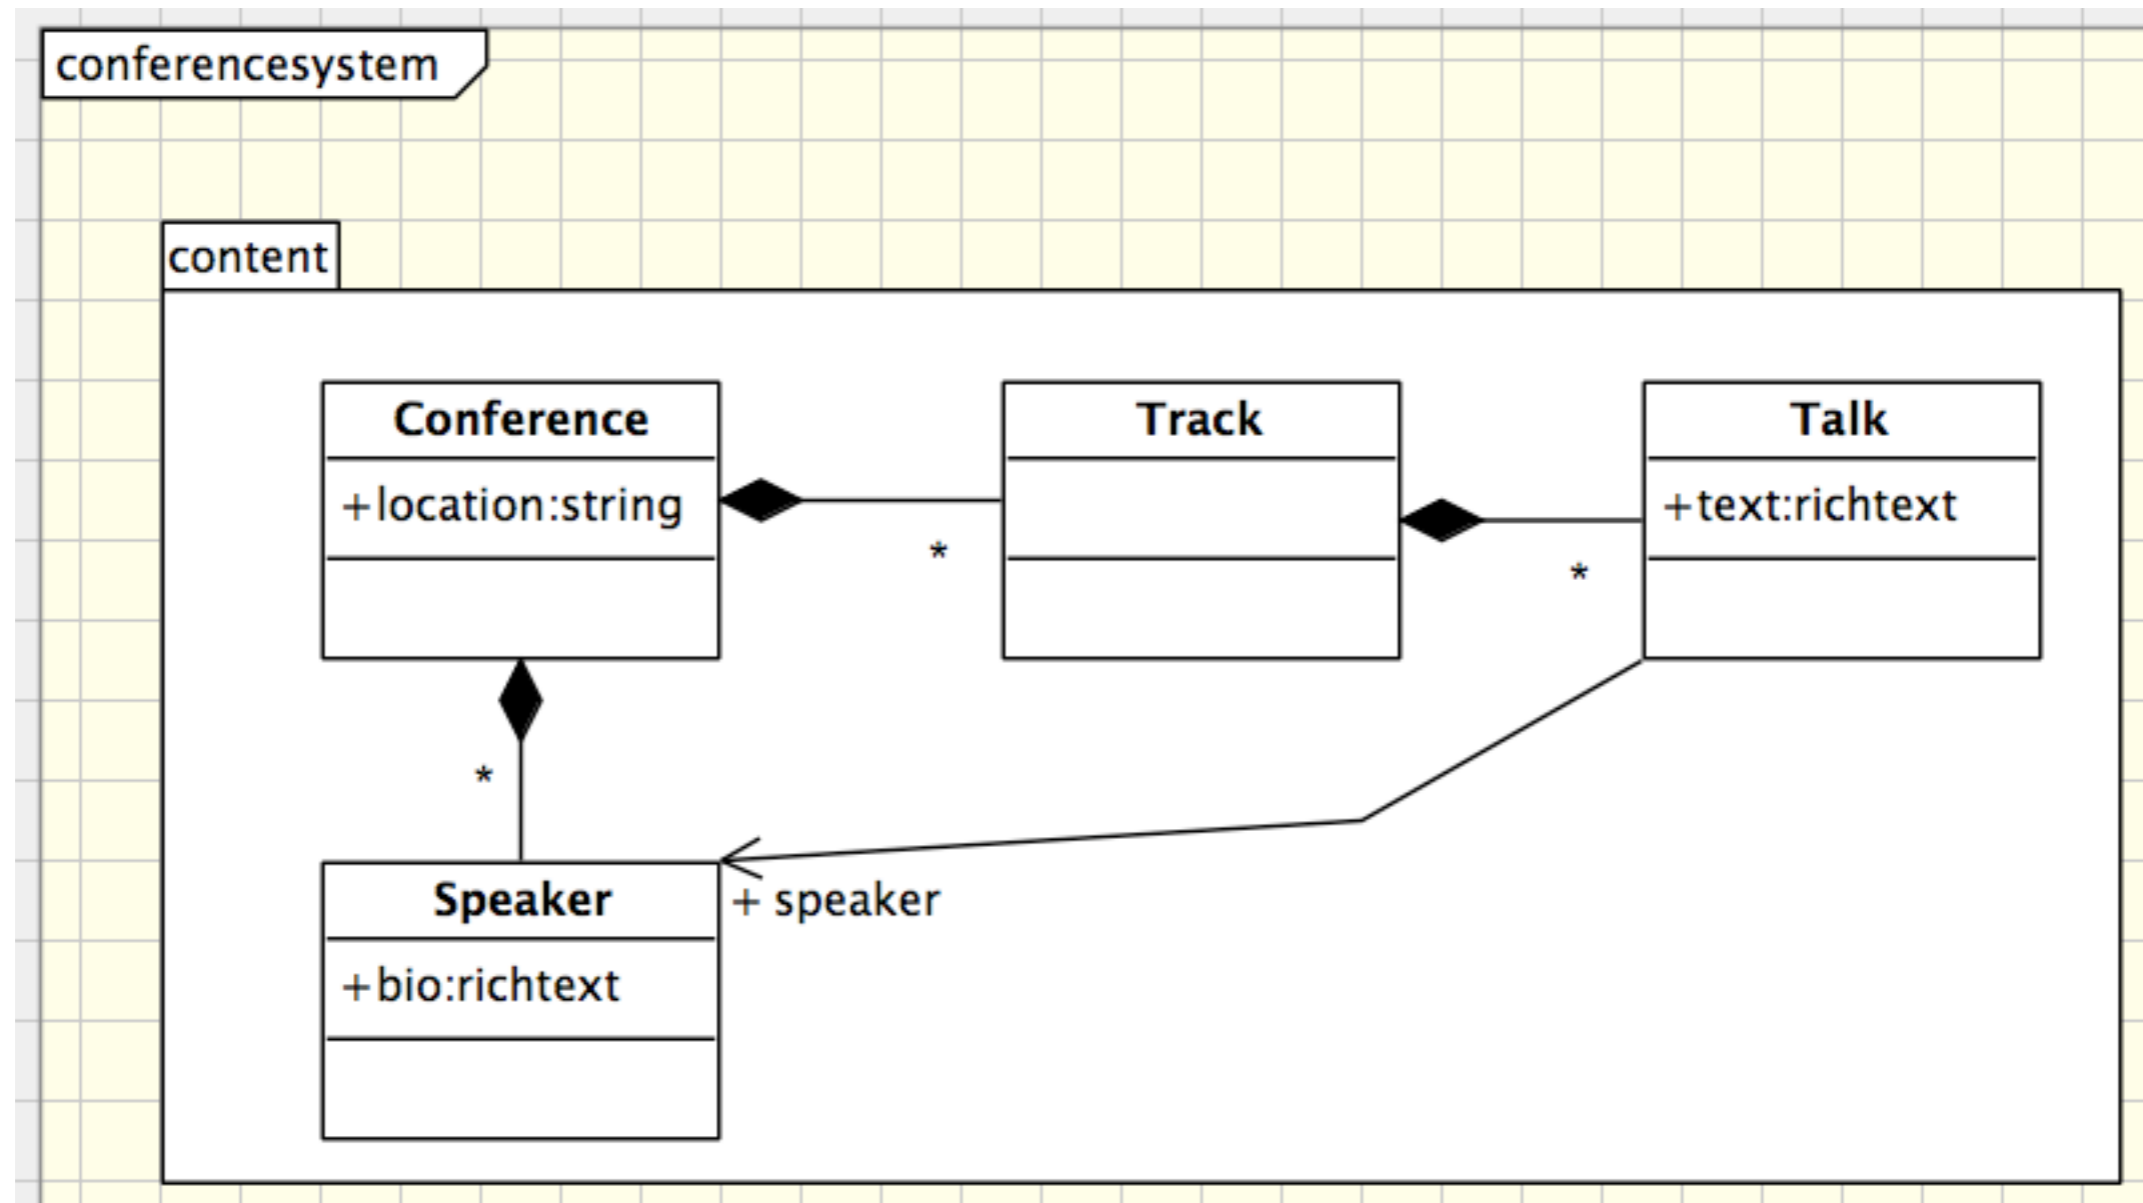 conferencesystem
content
Conference
+location:string
*
Track
*
Talk
+text:richtext
*
Speaker
+ speaker
+bio:richtext